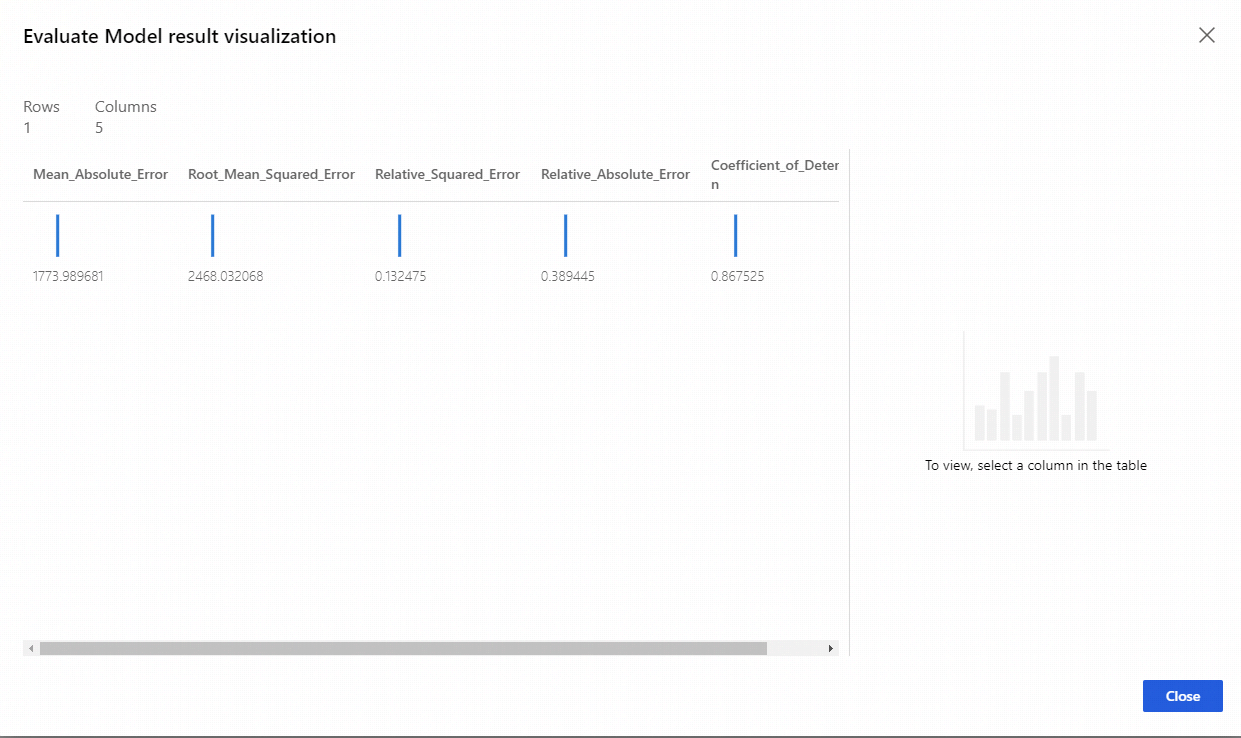 Evaluate Model result visualization
Rows Columns
1 5
Mean_Absolute_Error Root_Mean_Squared_Error Relative_Squared_Error Relative_Absolute_Error Coefficient_of_Deter
n
1773.989681 2468.032068 0.132475 0.389445 0.867525
To view, select a column in the table
Close